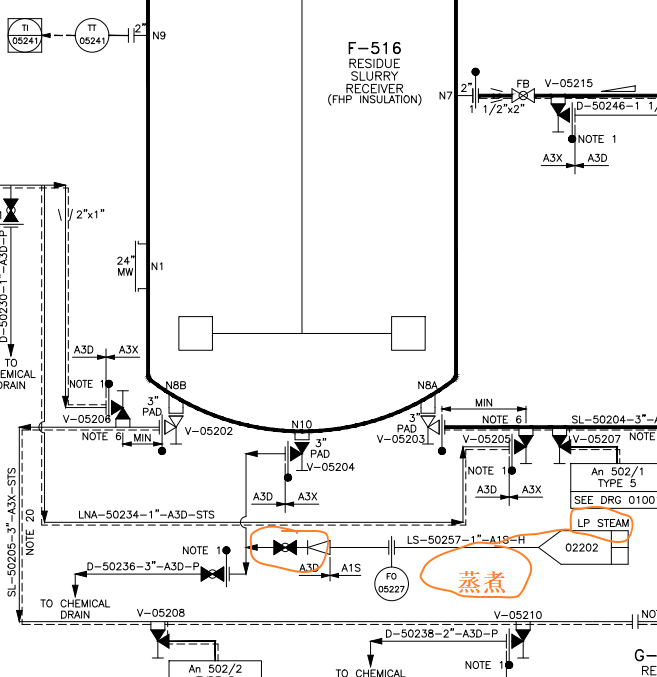 TI
05241
TT
05241
2"
N9
F-516
RESIDUE
SLURRY
RECEIVER
(FHP INSULATION)
N7
2"
1 1/2"x2"
FB
V-05215
D-50246-1 1/
NOTE 1
A3X
A3D
2"x1"
24"
MW
N1
D-50230-1"-A3D-P
TO
DRAIN
A3D
A3X
NOTE 1
V-05206
NOTE 6
MIN
N8B
3"
PAD
V-05202
N10
3"
PAD
V-05204
A3D
A3X
N8A
3"
PAD
V-05203
MIN
NOTE 6
SL-50204-3"-A
NOTE
V-05205
V-05207
NOTE 1
A3D
A3X
An 502/1
TYPE 5
SEE DRG 0100
LNA-50234-1"-A3D-STS
SL-50205-3"-A3X-STS
NOTE 20
LP STEAM
02202
LS-50257-1"-A1S-H
NOTE 1
A3D
A1S
FO
05227
蒸煮
D-50236-3"-A3D-P
TO CHEMICAL
DRAIN
V-05208
An 502/2
V-05210
D-50238-2"-A3D-P
TO CHEMICAL
NOTE 1
G-
RE